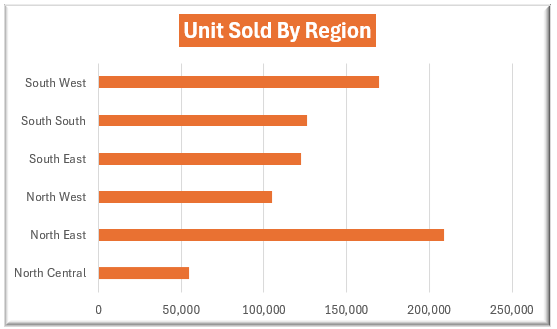 Unit Sold By Region
South West
South South
South East
North West
North East
North Central
0 50,000 100,000 150,000 200,000 250,000